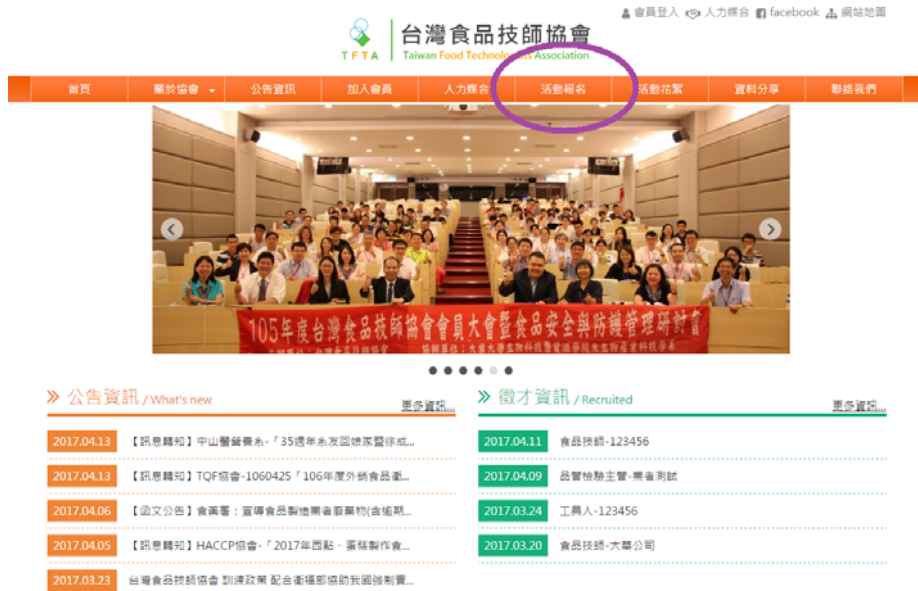 會員登入 人力媒合 facebook 網站地圖
TFTA
台灣食品技師協會
Taiwan Food Technologists Association
首頁 關於協會 公告資訊 加入會員 人力媒合 活動報名 活動花絮 資料分享 聯絡我們
105年度台灣食品技師協會會員大會暨食品安全與防護管理研討會
公告資訊 / What's new
更多資訊...
2017.04.13 【訊息轉知】中山醫營養系-「35週年系友回娘家暨徐成...
2017.04.13 【訊息轉知】TQF協會-1060425「106年度外銷食品衛...
2017.04.06 【函文公告】食藥署：宣導食品製造業者廢棄物(含逾期...
2017.04.05 【訊息轉知】HACCP協會-「2017年西點、蛋糕製作食...
2017.03.23 台灣食品技師協會 訓練政策 配合衛福部協助我國強制實...
徵才資訊 / Recruited
更多資訊...
2017.04.11 食品技師-123456
2017.04.09 品管檢驗主管-業者測試
2017.03.24 工具人-123456
2017.03.20 食品技師-大華公司